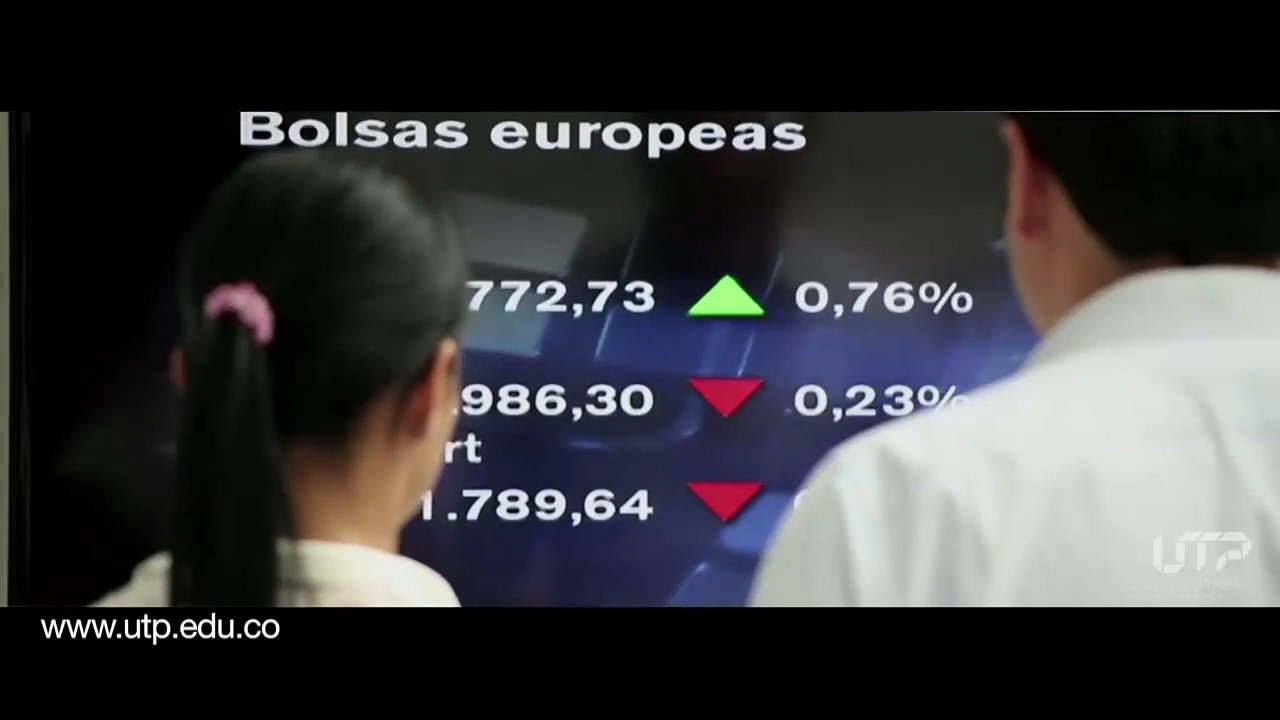 Bolsas europeas
772,73 0,76%
.986,30 0,23%
rt
1.789,64
UTP
www.utp.edu.co